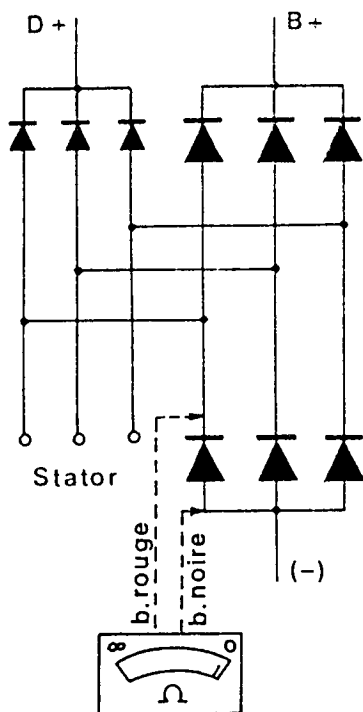 D+ B+
Stator
b.rouge
b.noire
(-)
∞ 0
Ω